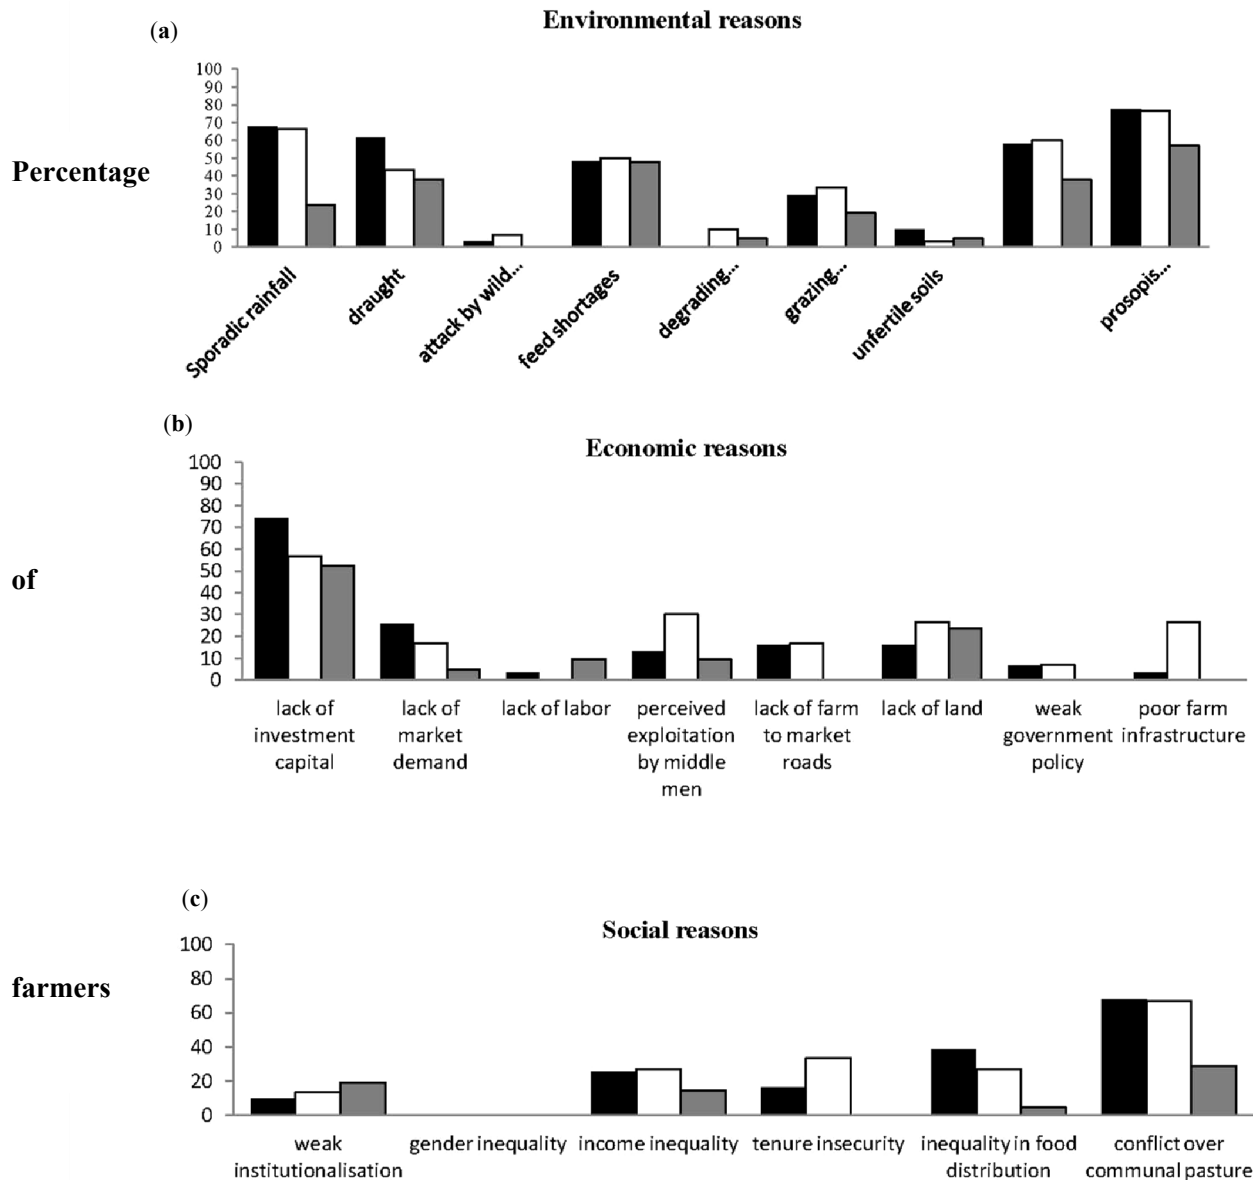 (a)
Environmental reasons
100
90
80
70
60
50
40
30
20
10
0
Percentage
Sporadic rainfall
draught
attack by wild...
feed shortages
degrading...
grazing...
unfertile soils
prosopis...
(b)
Economic reasons
100
90
80
70
60
50
40
30
20
10
0
of
lack of
investment
capital
lack of
market
demand
lack of labor
perceived
exploitation
by middle
men
lack of farm
to market
roads
lack of land
weak
government
policy
poor farm
infrastructure
(c)
Social reasons
100
80
60
40
20
0
farmers
weak
institutionalisation
gender inequality
income inequality
tenure insecurity
inequality in food
distribution
conflict over
communal pasture